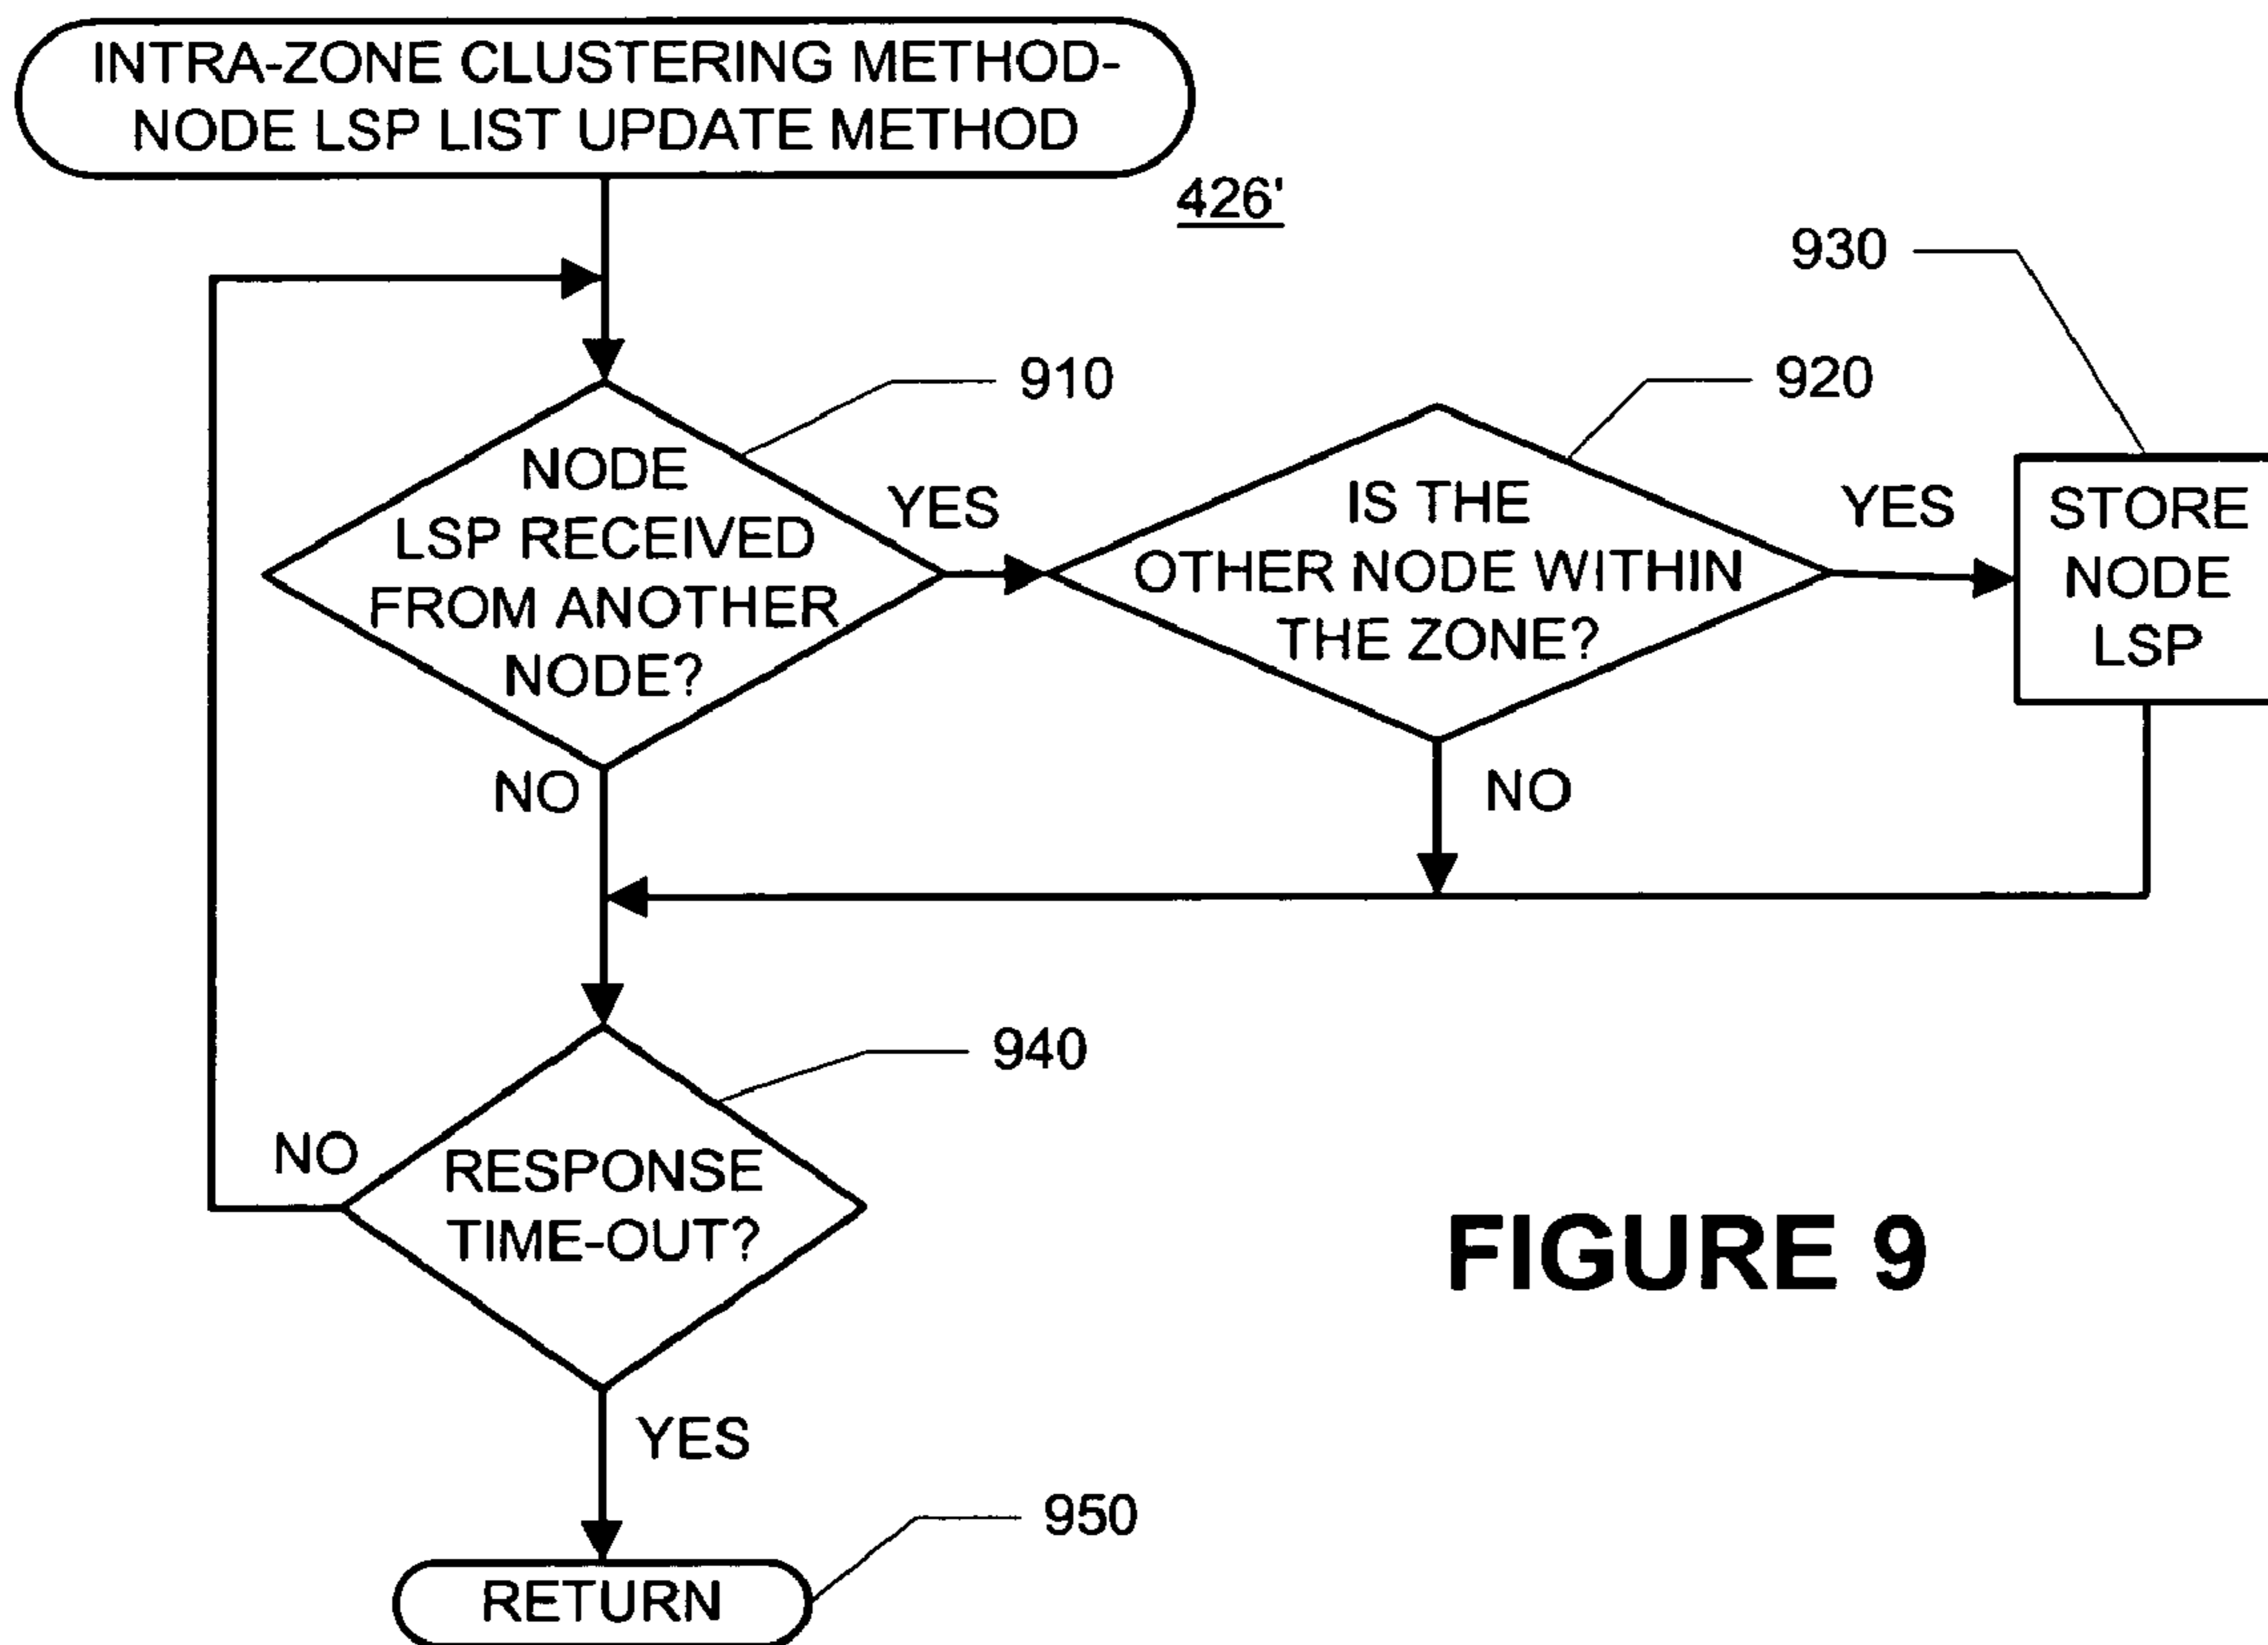 INTRA-ZONE CLUSTERING METHOD-
NODE LSP LIST UPDATE METHOD
426'
930
910
920
NODE
LSP RECEIVED
FROM ANOTHER
NODE?
YES
IS THE
OTHER NODE WITHIN
THE ZONE?
YES
STORE
NODE
LSP
NO
NO
940
NO
RESPONSE
TIME-OUT?
FIGURE 9
YES
950
RETURN